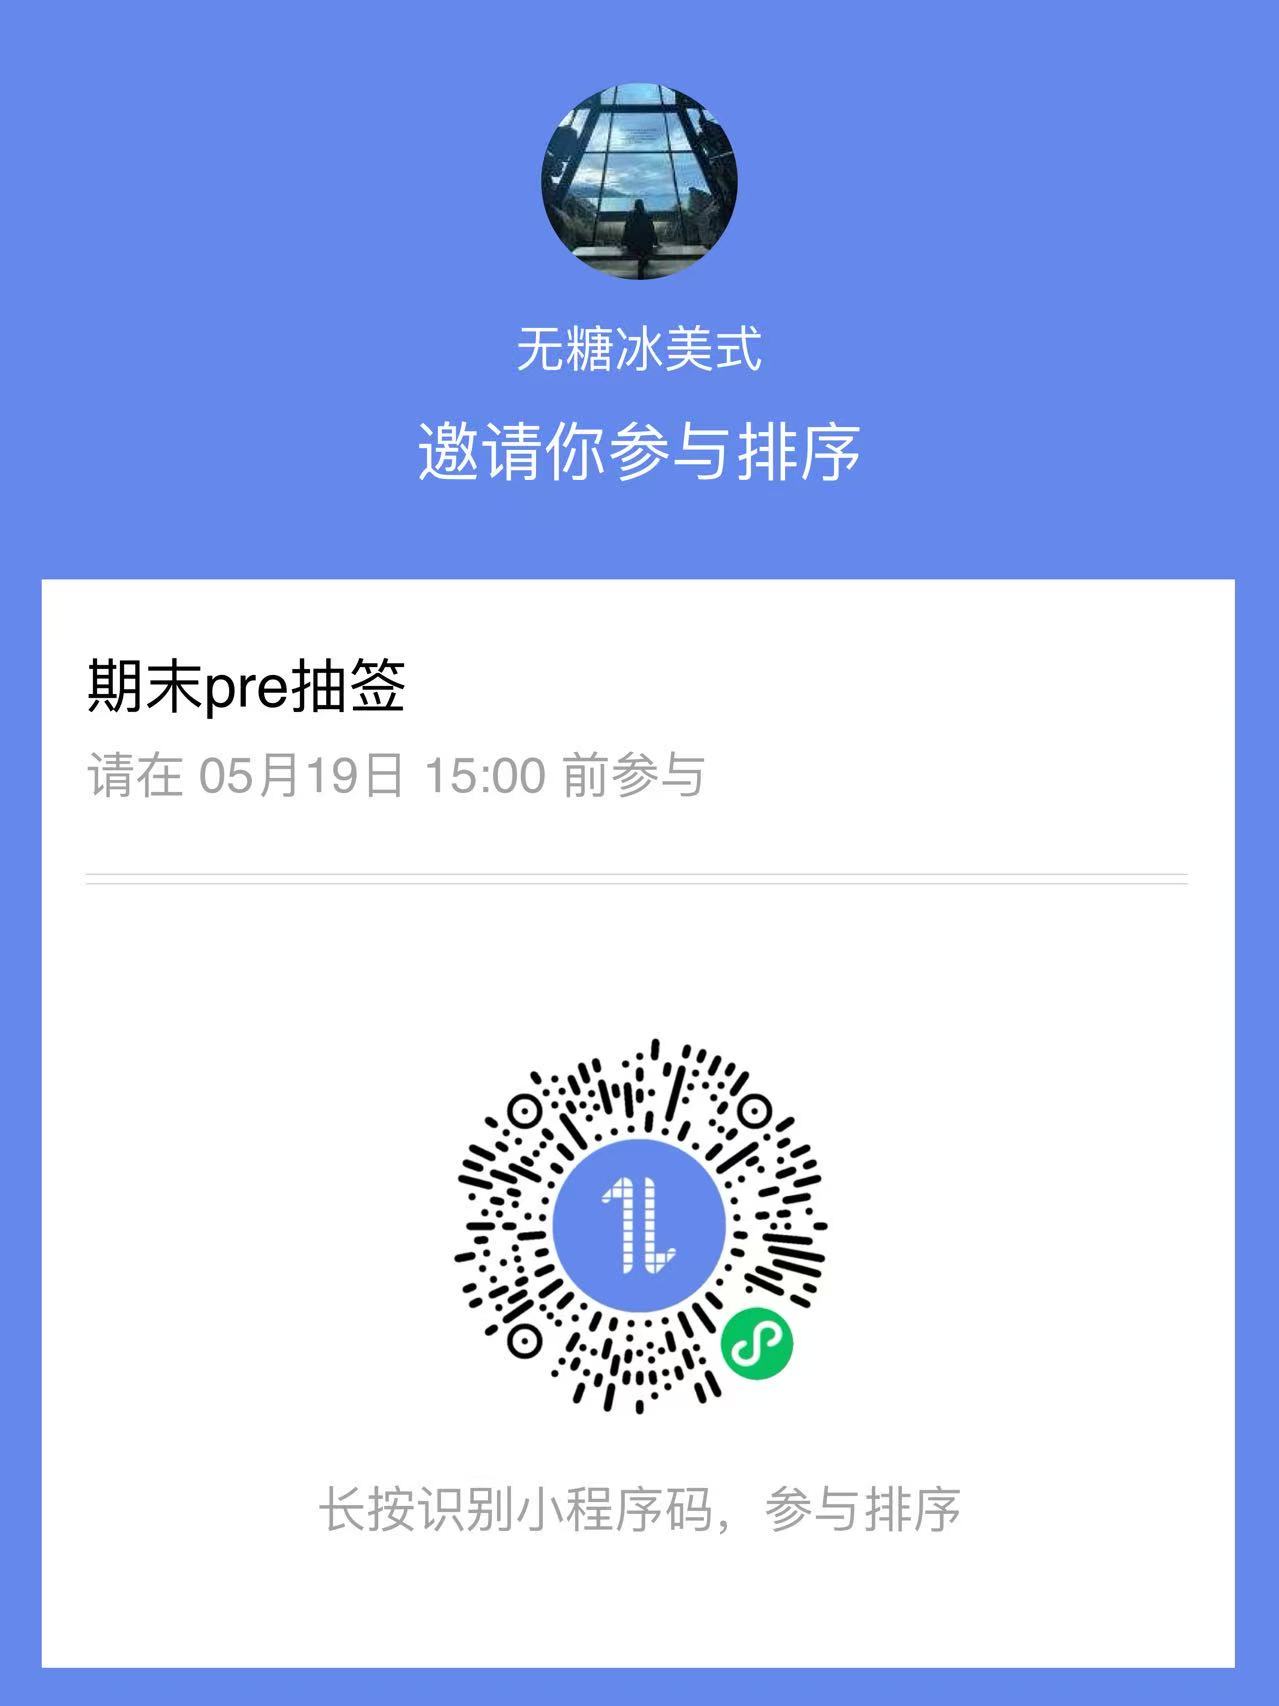 无糖冰美式
邀请你参与排序
期末pre抽签
请在 05月19日 15:00 前参与
长按识别小程序码，参与排序